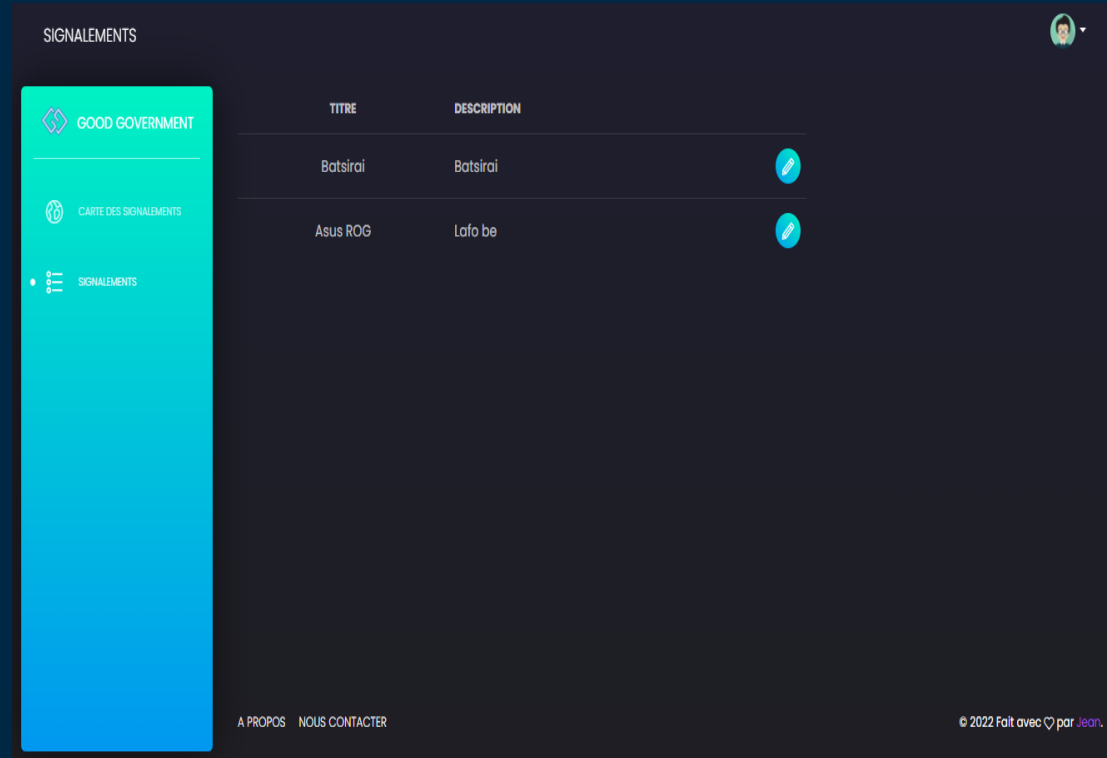 SIGNALEMENTS
GOOD GOVERNMENT
CARTE DES SIGNALEMENTS
SIGNALEMENTS
TITRE DESCRIPTION
Batsirai Batsirai
Asus ROG Lafo be
A PROPOS NOUS CONTACTER
© 2022 Fait avec ♡ par Jean.